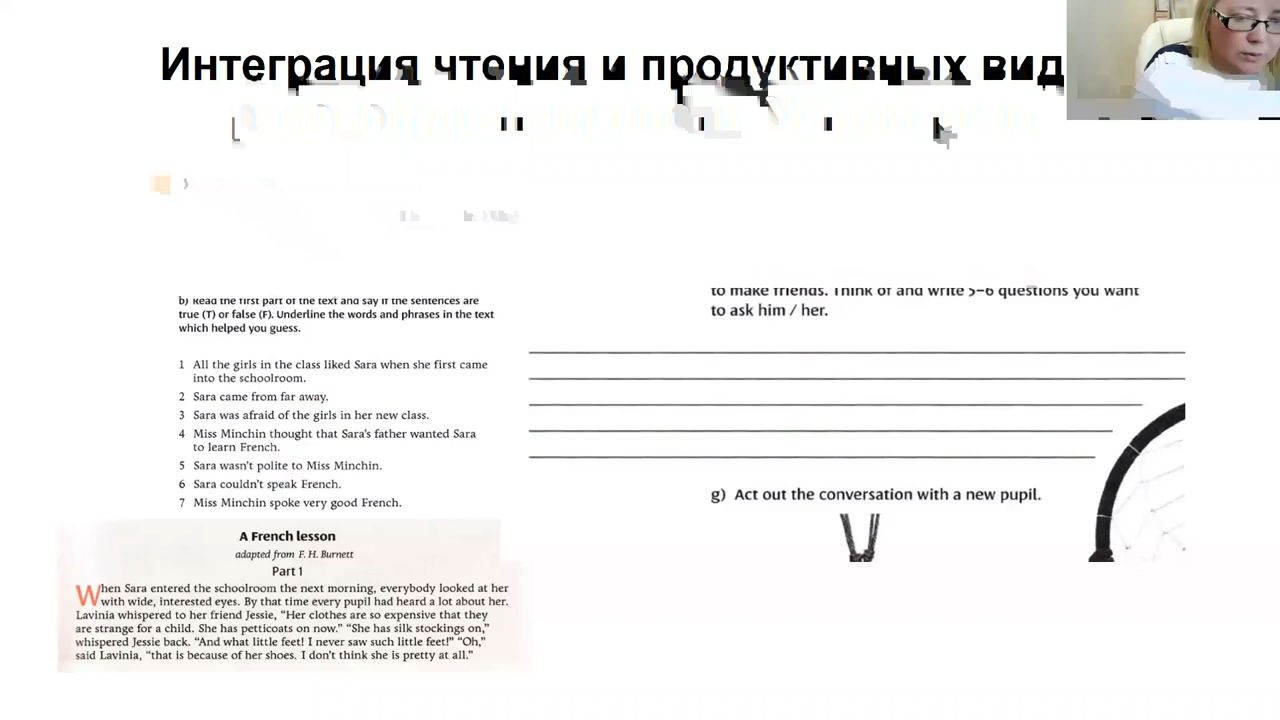 Интеграция чтения и продуктивных вид
b) Read the first part of the text and say if the sentences are
true (T) or false (F). Underline the words and phrases in the text
which helped you guess.
1 All the girls in the class liked Sara when she first came
into the schoolroom.
2 Sara came from far away.
3 Sara was afraid of the girls in her new class.
4 Miss Minchin thought that Sara's father wanted Sara
to learn French.
5 Sara wasn't polite to Miss Minchin.
6 Sara couldn't speak French.
7 Miss Minchin spoke very good French.
A French lesson
adapted from F. H. Burnett
Part 1
When Sara entered the schoolroom the next morning, everybody looked at her
with wide, interested eyes. By that time every pupil had heard a lot about her.
Lavinia whispered to her friend Jessie, “Her clothes are so expensive that they
are strange for a child. She has petticoats on now.” “She has silk stockings on,”
whispered Jessie back. “And what little feet! I never saw such little feet!” “Oh,”
said Lavinia, “that is because of her shoes. I don't think she is pretty at all.”
to make friends. Think of and write 5–6 questions you want
to ask him / her.
g) Act out the conversation with a new pupil.